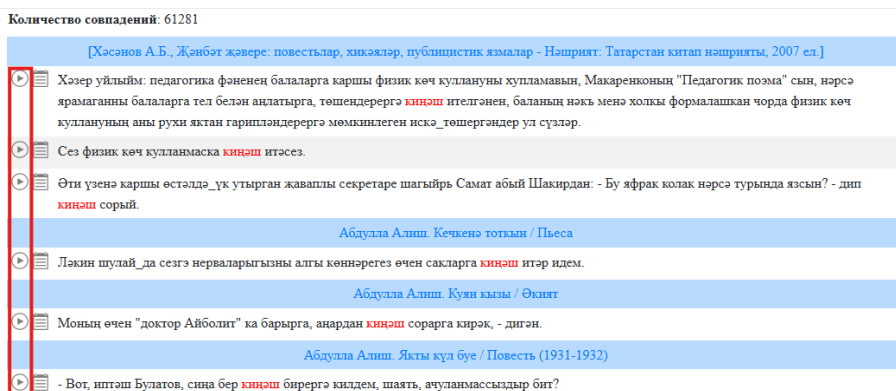 Количество совпадений: 61281
[Хәсәнов А.Б., Җәнбәт җәвере: повестьлар, хикәяләр, публицистик язмалар - Нәшрият: Татарстан китап нәшрияты, 2007 ел.]
Хәзер уйлыйм: педагогика фәненең балаларга каршы физик көч куллануны хупламавын, Макаренконың "Педагогик поэма" сын, нәрсә
ярамаганны балаларга тел белән аңлатырга, төшендерергә киңәш ителгәнен, баланың нәкъ менә холкы формалашкан чорда физик көч
куллануның аны рухи яктан гарипләндерергә мөмкинлеген искә_төшергәндер ул сүзләр.
Сез физик көч кулланмаска киңәш итәсез.
Әти үзенә каршы өстәлдә_үк утырган җаваплы секретаре шагыйрь Самат абый Шакирдан: - Бу яфрак колак нәрсә турында язсын? - дип
киңәш сорый.
Абдулла Алиш. Кечкенә тоткын / Пьеса
Ләкин шулай_да сезгә нерваларыгызны алгы көннәрегез өчен сакларга киңәш итәр идем.
Абдулла Алиш. Куян кызы / Әкият
Моның өчен "доктор Айболит" ка барырга, аңардан киңәш сорарга кирәк, - дигән.
Абдулла Алиш. Якты күл буе / Повесть (1931-1932)
- Вот, иптәш Булатов, сиңа бер киңәш бирергә килдем, шаять, ачуланмассыздыр бит?